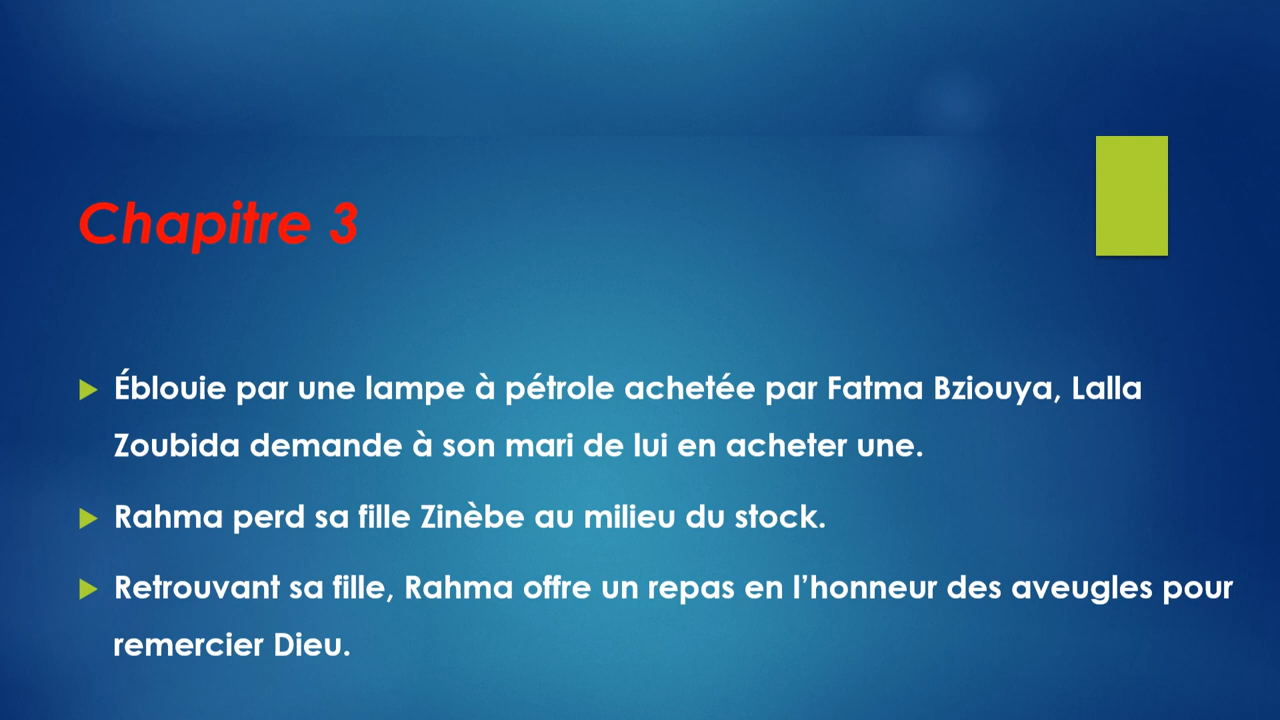 Chapitre 3
Éblouie par une lampe à pétrole achetée par Fatma Bziouya, Lalla
Zoubida demande à son mari de lui en acheter une.
Rahma perd sa fille Zinèbe au milieu du stock.
Retrouvant sa fille, Rahma offre un repas en l’honneur des aveugles pour
remercier Dieu.